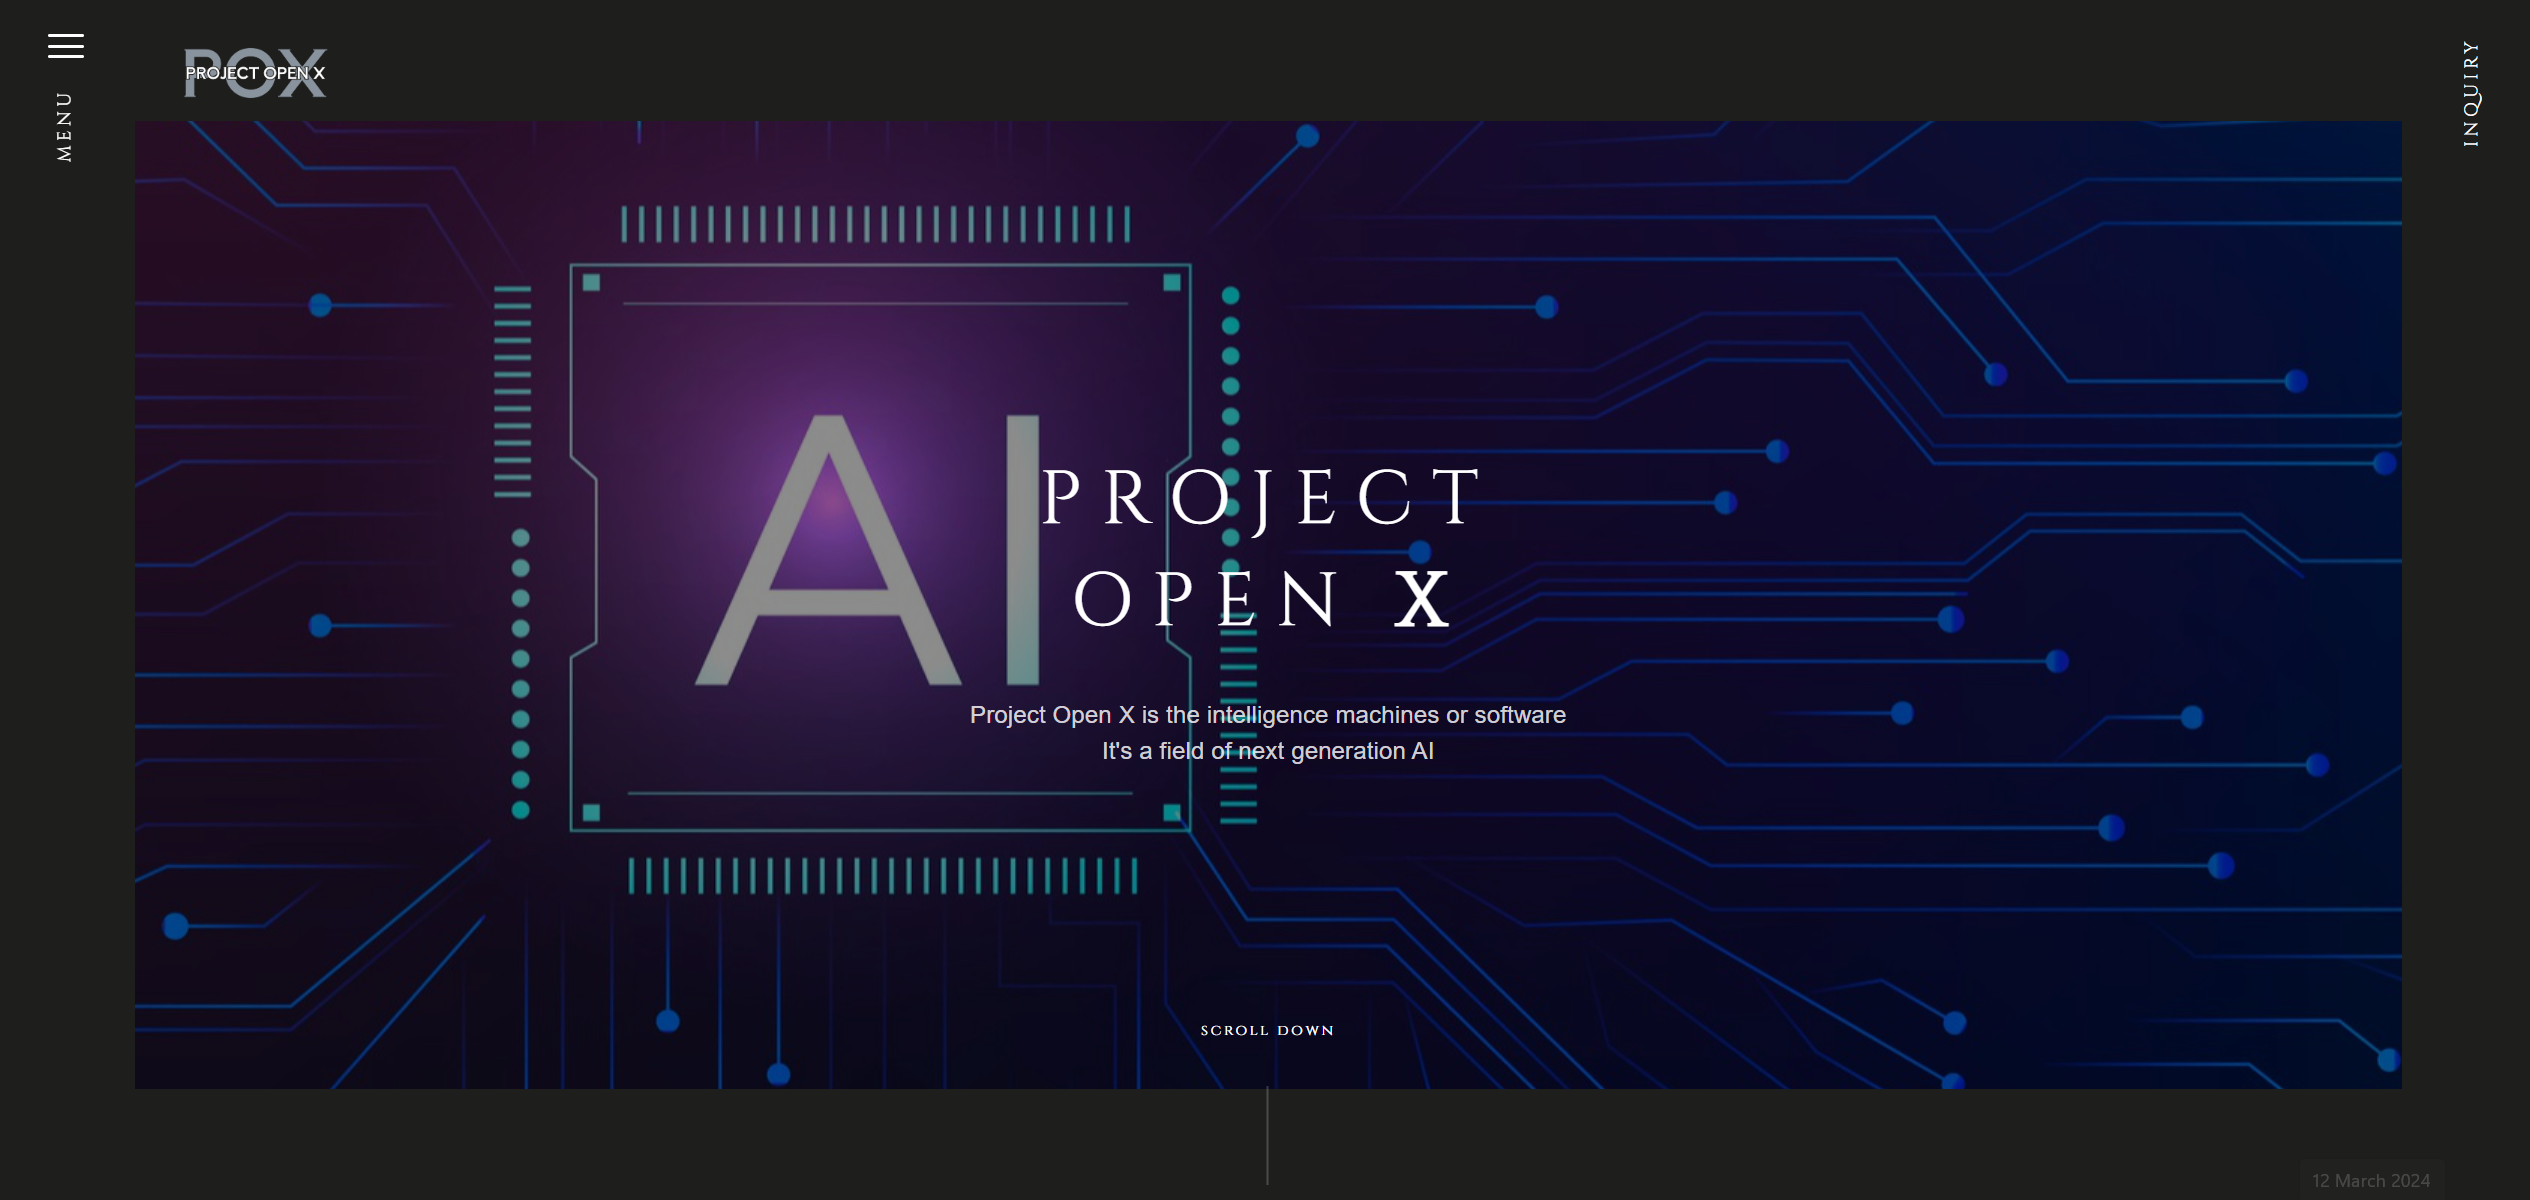 MENU
POX
PROJECT OPEN X
INQUIRY
AI
PROJECT
OPEN X
Project Open X is the intelligence machines or software
It's a field of next generation AI
SCROLL DOWN
12 March 2024